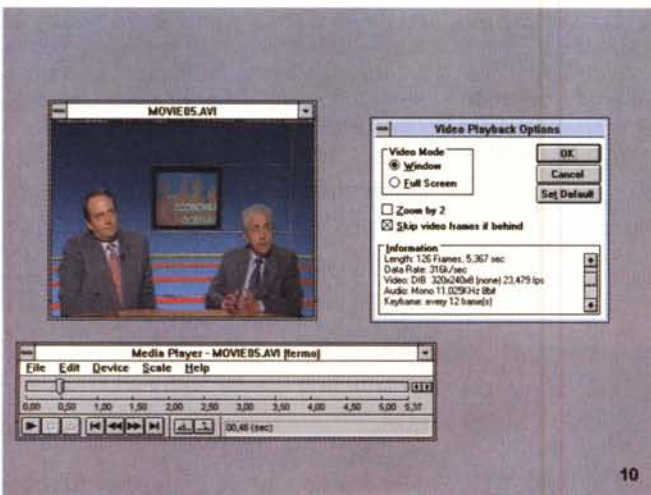 MOVIE05.AVI
ECONOMIA
Video Playback Options
Video Mode
Window
Full Screen
OK
Cancel
Set Default
Zoom by 2
Skip video frames if behind
Information
Length: 126 Frames, 5,367 sec
Data Rate: 316k/sec
Video: DIB 320x240x8 (none) 23,479 fps
Audio: Mono 11,025KHz 8bit
Keyframe: every 12 frame(s)
Media Player - MOVIE05.AVI (fermo)
File Edit Device Scale Help
0,00 0,50 1,00 1,50 2,00 2,50 3,00 3,50 4,00 4,50 5,00 5,37
00,46 (sec)
10